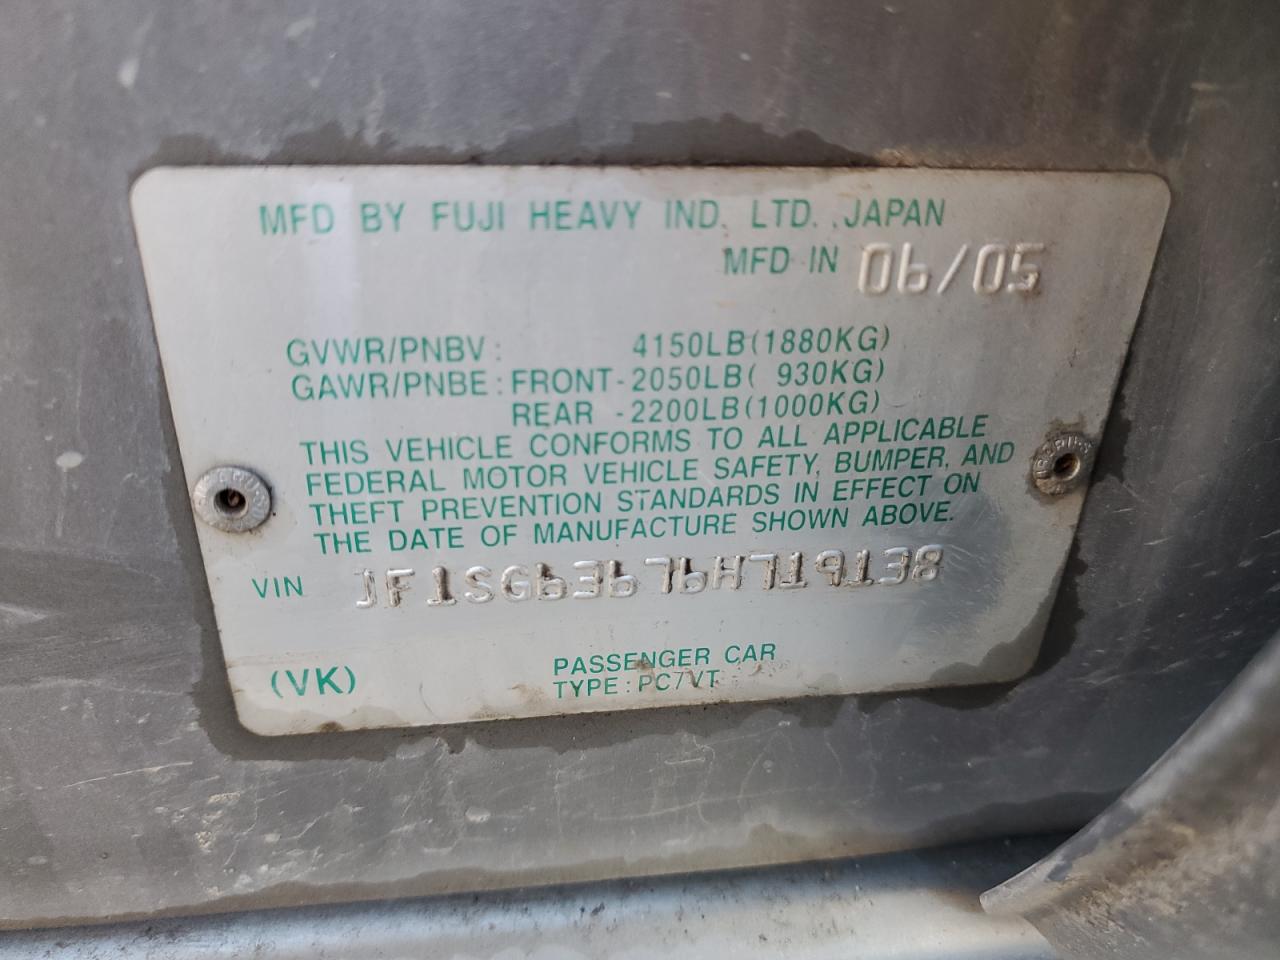 MFD BY FUJI HEAVY IND. LTD. JAPAN
MFD IN 06/05
GVWR/PNBV: 4150LB(1880KG)
GAWR/PNBE: FRONT-2050LB( 930KG)
REAR -2200LB(1000KG)
THIS VEHICLE CONFORMS TO ALL APPLICABLE
FEDERAL MOTOR VEHICLE SAFETY, BUMPER, AND
THEFT PREVENTION STANDARDS IN EFFECT ON
THE DATE OF MANUFACTURE SHOWN ABOVE.
VIN JF1SG63676H719138
(VK) PASSENGER CAR
TYPE: PC7VT